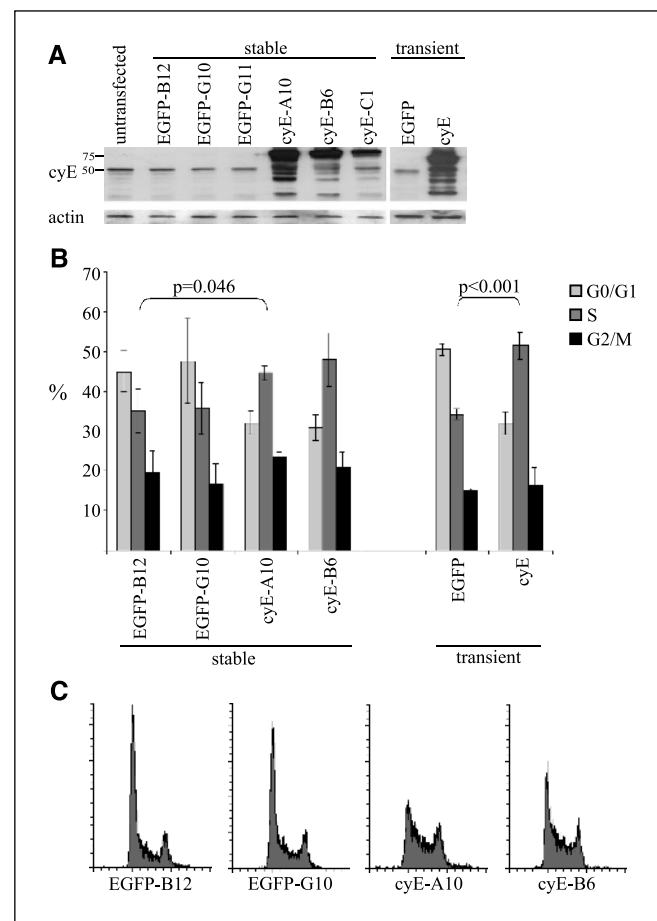 A
stable
transient
untransfected
EGFP-B12
EGFP-G10
EGFP-G11
cyE-A10
cyE-B6
cyE-C1
EGFP
cyE
75
cyE 50
actin
B
70
60
50
%
40
30
20
10
p=0.046
p<0.001
G0/G1
S
G2/M
EGFP-B12
EGFP-G10
cyE-A10
cyE-B6
EGFP
cyE
stable
transient
C
EGFP-B12
EGFP-G10
cyE-A10
cyE-B6